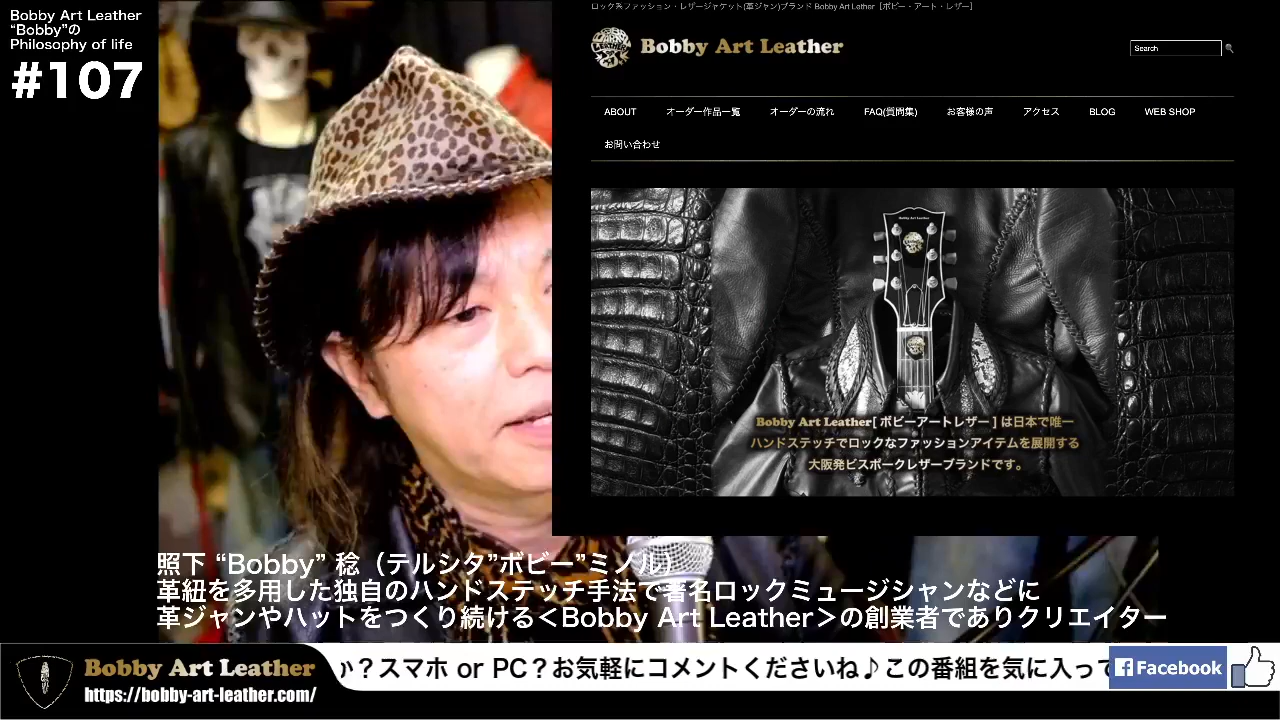 Bobby Art Leather
“Bobby”の
Philosophy of life
#107
ロック系ファッション・レザージャケット(革ジャン)ブランド Bobby Art Lether［ボビー・アート・レザー］
Bobby Art Leather
Search
ABOUT オーダー作品一覧 オーダーの流れ FAQ(質問集) お客様の声 アクセス BLOG WEB SHOP
お問い合わせ
Bobby Art Leather
Bobby Art Leather[ ボビーアートレザー ] は日本で唯一
ハンドステッチでロックなファッションアイテムを展開する
大阪発ビスポークレザーブランドです。
照下 “Bobby” 稔（テルシタ”ボビー”ミノル）
革紐を多用した独自のハンドステッチ手法で著名ロックミュージシャンなどに
革ジャンやハットをつくり続ける＜Bobby Art Leather＞の創業者でありクリエイター
Bobby Art Leather
https://bobby-art-leather.com/
か？スマホ or PC？お気軽にコメントくださいね♪この番組を気に入って
Facebook